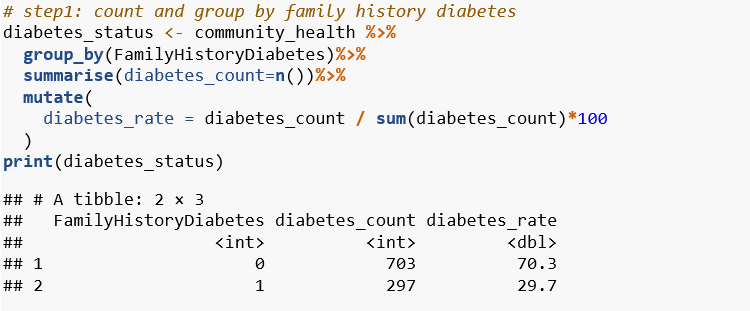 # step1: count and group by family history diabetes
diabetes_status <- community_health %>%
  group_by(FamilyHistoryDiabetes)%>%
  summarise(diabetes_count=n())%>%
  mutate(
    diabetes_rate = diabetes_count / sum(diabetes_count)*100
  )
print(diabetes_status)
## # A tibble: 2 × 3
##   FamilyHistoryDiabetes diabetes_count diabetes_rate
##                   <int>          <int>         <dbl>
## 1                     0            703          70.3
## 2                     1            297          29.7